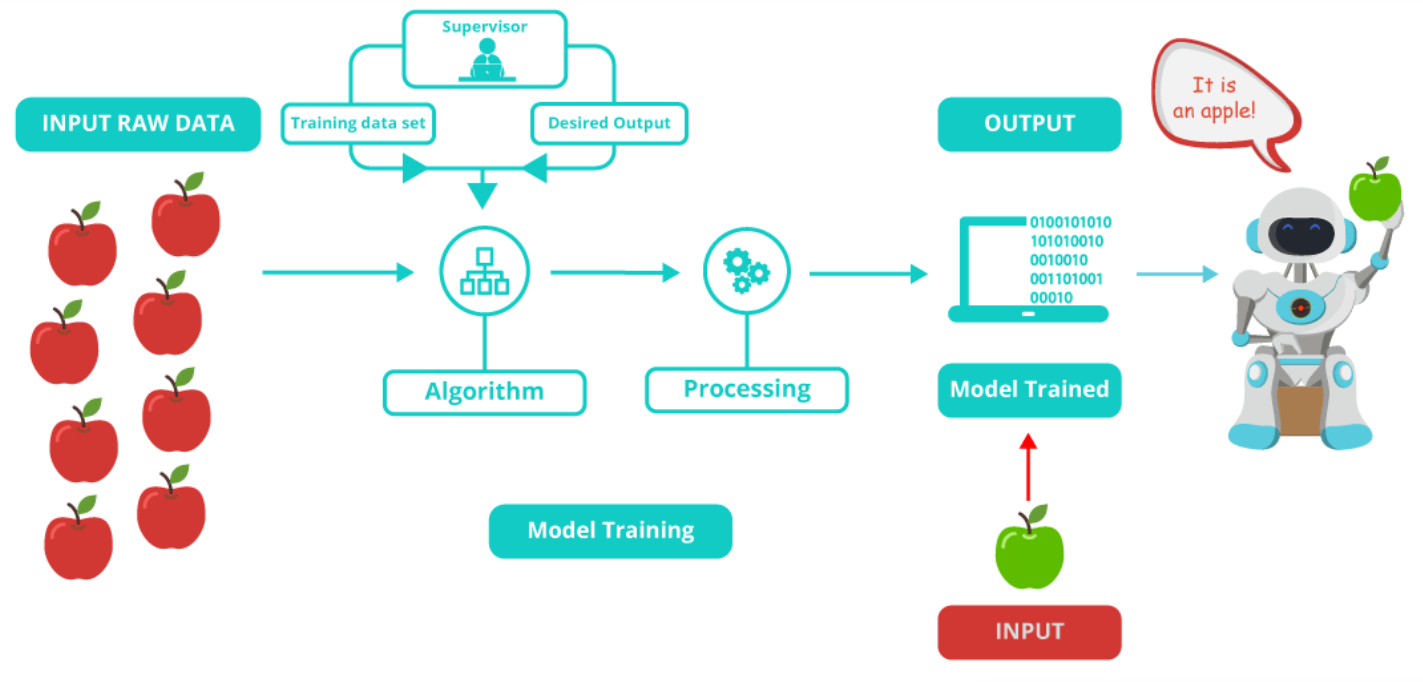 Supervisor
INPUT RAW DATA
Training data set
Desired Output
OUTPUT
It is
an apple!
0100101010
101010010
0010010
001101001
00010
Algorithm
Processing
Model Trained
Model Training
INPUT